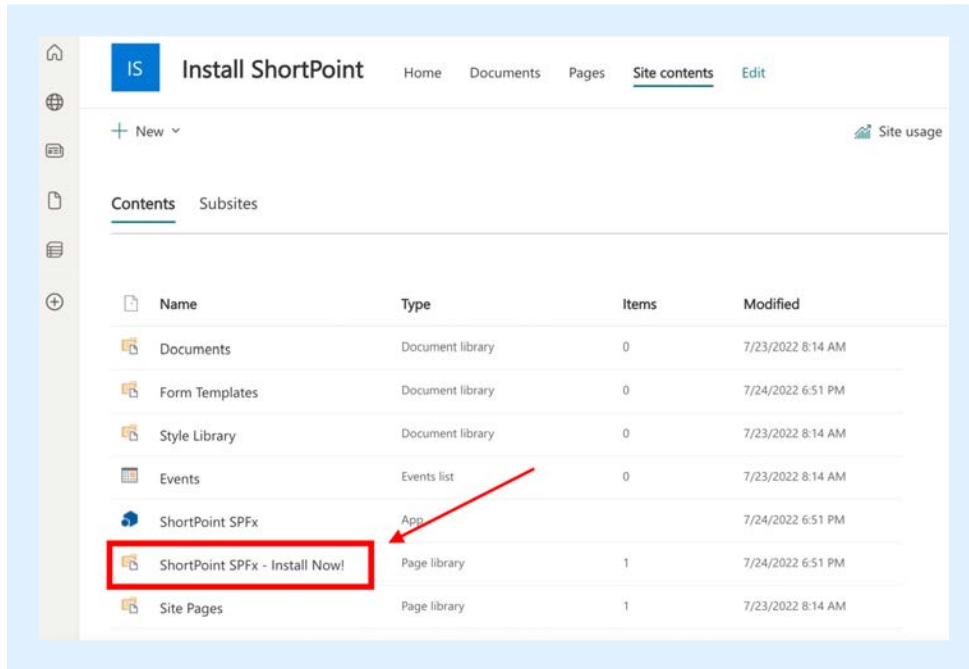 IS Install ShortPoint Home Documents Pages Site contents Edit
New Site usage
Contents Subsites
Name Type Items Modified
Documents Document library 0 7/23/2022 8:14 AM
Form Templates Document library 0 7/24/2022 6:51 PM
Style Library Document library 0 7/23/2022 8:14 AM
Events Events list 0 7/23/2022 8:14 AM
ShortPoint SPFx App 7/24/2022 6:51 PM
ShortPoint SPFx - Install Now! Page library 1 7/24/2022 6:51 PM
Site Pages Page library 1 7/23/2022 8:14 AM